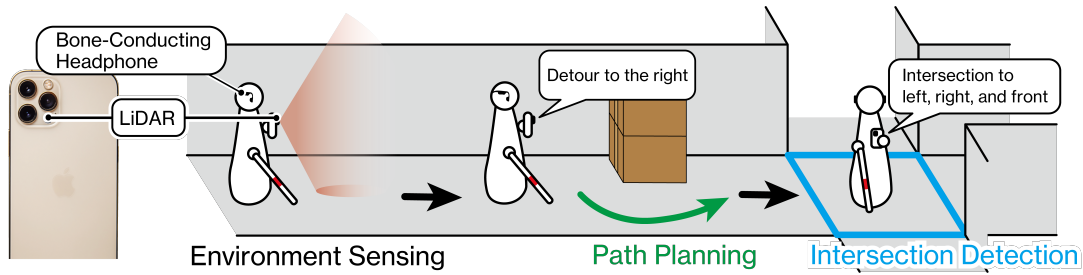 Bone-Conducting
Headphone
LiDAR
Detour to the right
Intersection to
left, right, and front
Environment Sensing
Path Planning
Intersection Detection